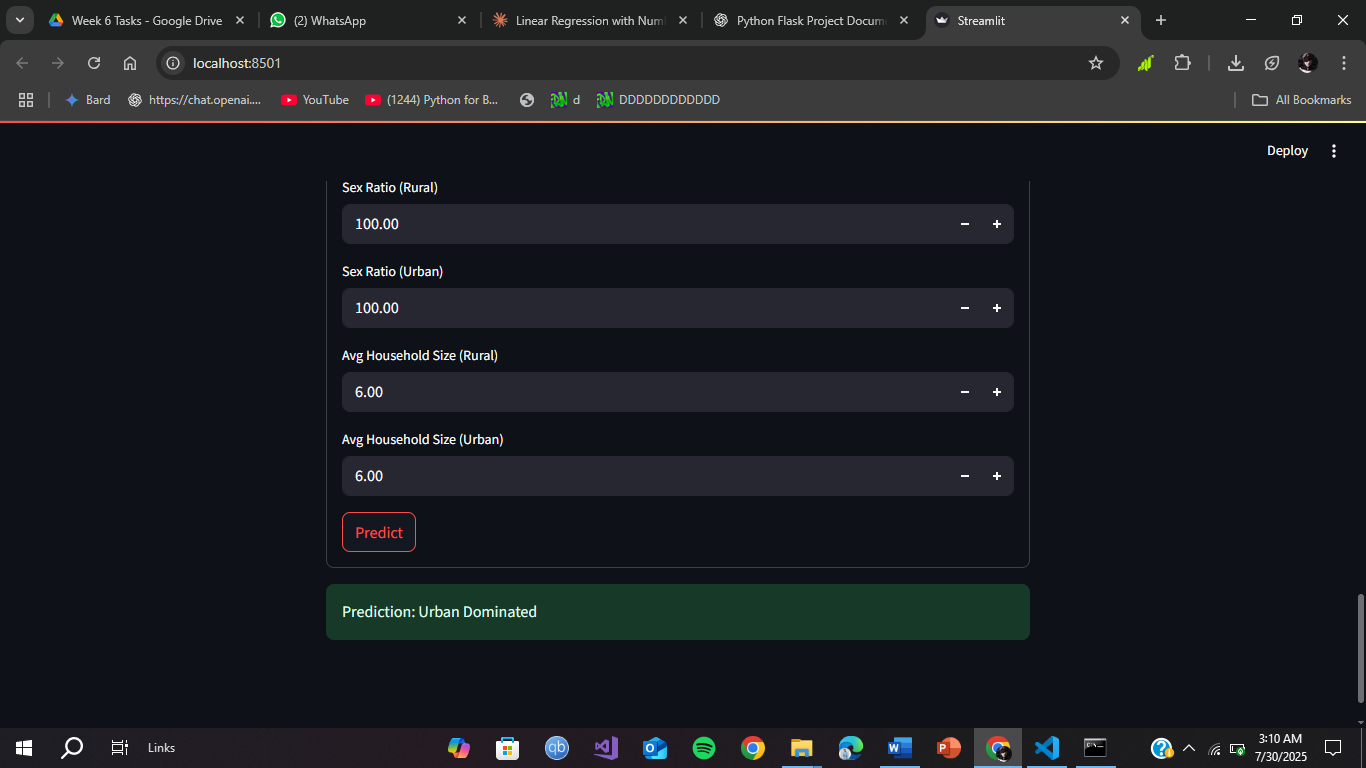 Week 6 Tasks - Google Drive
(2) WhatsApp
Linear Regression with Num
Python Flask Project Docum
Streamlit
localhost:8501
Bard
https://chat.openai....
YouTube
(1244) Python for B...
d
DDDDDDDDDDDD
All Bookmarks
Deploy
Sex Ratio (Rural)
100.00
Sex Ratio (Urban)
100.00
Avg Household Size (Rural)
6.00
Avg Household Size (Urban)
6.00
Predict
Prediction: Urban Dominated
Links
qb
3:10 AM
7/30/2025